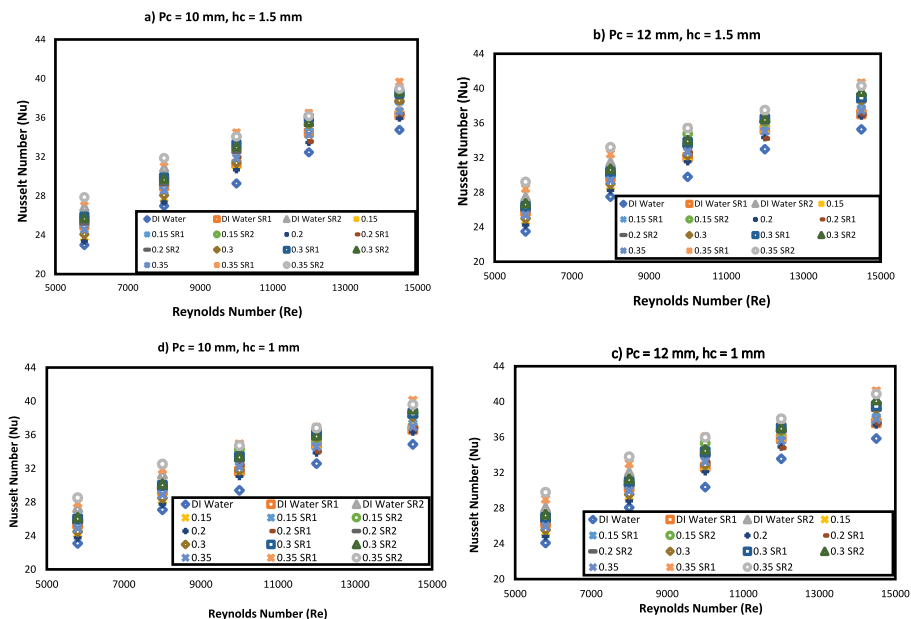 a) Pc = 10 mm, hc = 1.5 mm
Nusselt Number (Nu)
44
40
36
32
28
24
20
5000 7000 9000 11000 13000 15000
Reynolds Number (Re)
DI Water DI Water SR1 DI Water SR2 0.15
0.15 SR1 0.15 SR2 0.2 0.2 SR1
0.2 SR2 0.3 0.3 SR1 0.3 SR2
0.35 0.35 SR1 0.35 SR2
b) Pc = 12 mm, hc = 1.5 mm
Nusselt Number (Nu)
44
40
36
32
28
24
20
5000 7000 9000 11000 13000 15000
Reynolds Number (Re)
DI Water DI Water SR1 DI Water SR2 0.15
0.15 SR1 0.15 SR2 0.2 0.2 SR1
0.2 SR2 0.3 0.3 SR1 0.3 SR2
0.35 0.35 SR1 0.35 SR2
d) Pc = 10 mm, hc = 1 mm
Nusselt Number (Nu)
44
40
36
32
28
24
20
5000 7000 9000 11000 13000 15000
Reynolds Number (Re)
DI Water DI Water SR1 DI Water SR2
0.15 0.15 SR1 0.15 SR2
0.2 0.2 SR1 0.2 SR2
0.3 0.3 SR1 0.3 SR2
0.35 0.35 SR1 0.35 SR2
c) Pc = 12 mm, hc = 1 mm
Nusselt Number (Nu)
44
40
36
32
28
24
20
5000 7000 9000 11000 13000 15000
Reynolds Number (Re)
DI Water DI Water SR1 DI Water SR2 0.15
0.15 SR1 0.15 SR2 0.2 0.2 SR1
0.2 SR2 0.3 0.3 SR1 0.3 SR2
0.35 0.35 SR1 0.35 SR2